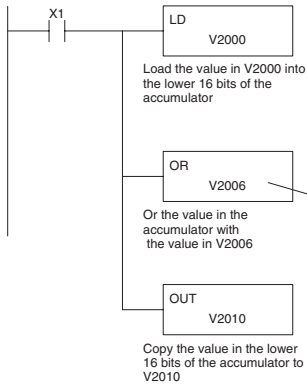 X1
LD
V2000
Load the value in V2000 into
the lower 16 bits of the
accumulator
OR
V2006
Or the value in the
accumulator with
the value in V2006
OUT
V2010
Copy the value in the lower
16 bits of the accumulator to
V2010